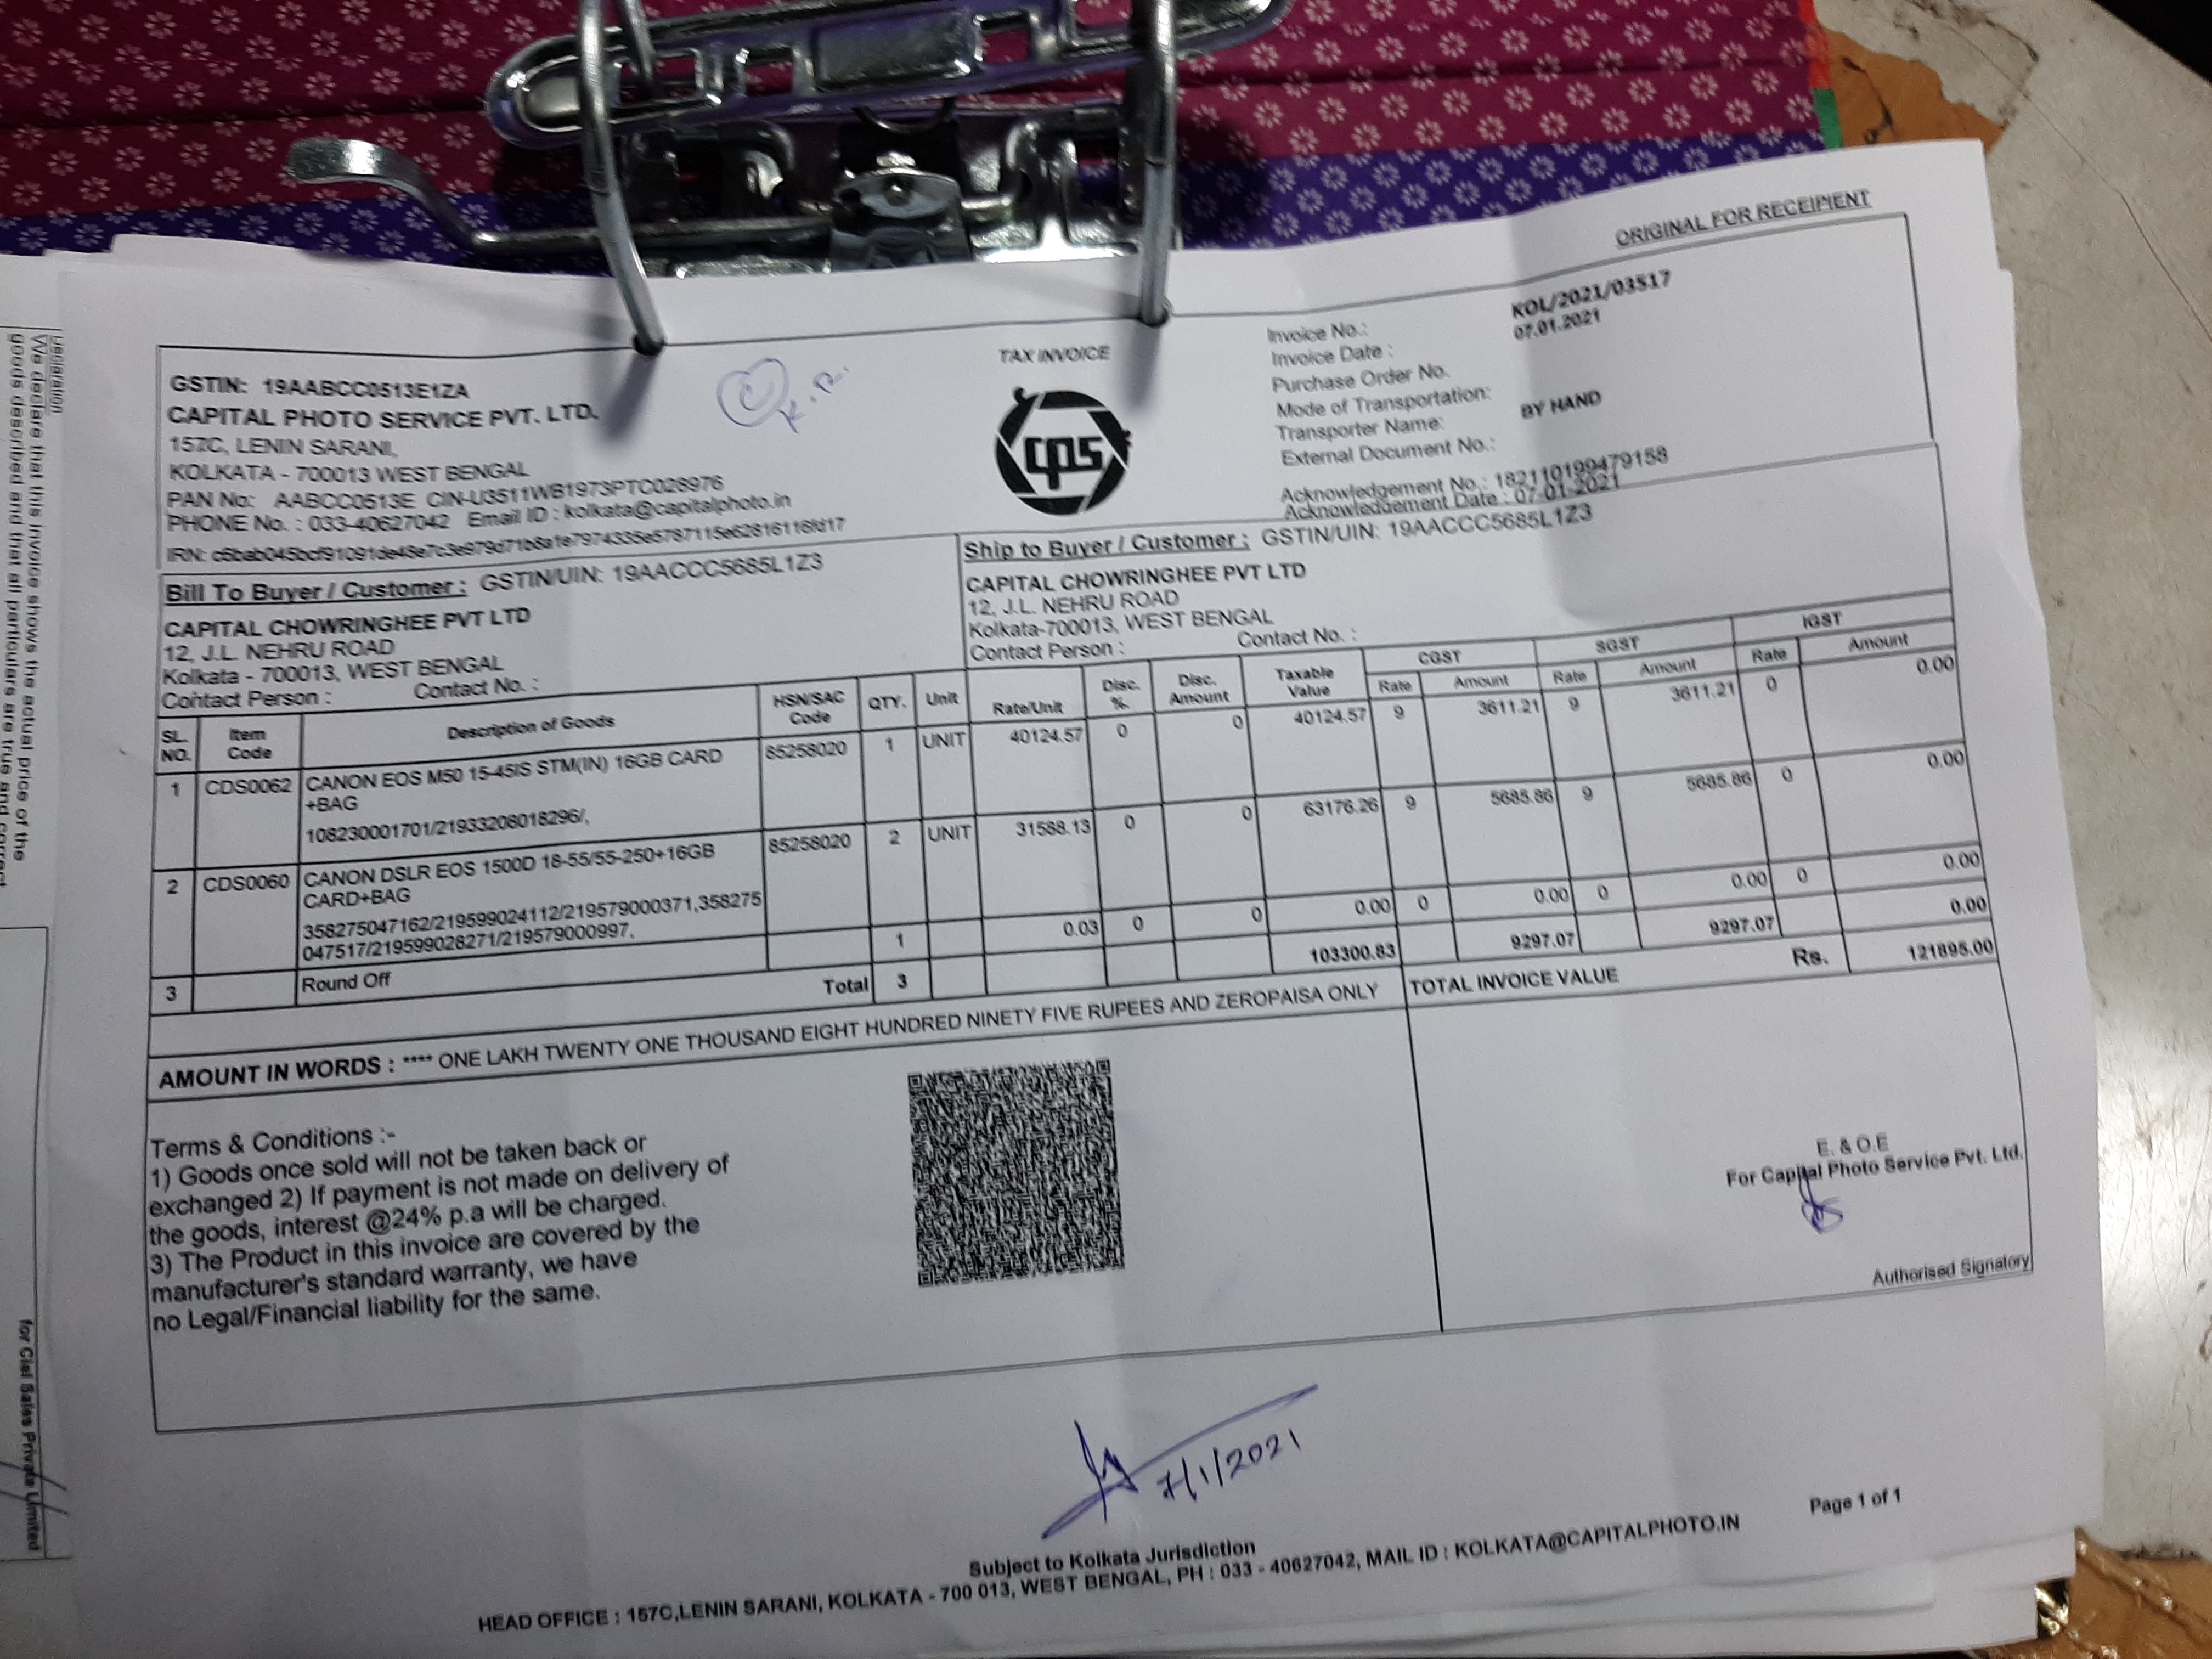 ORIGINAL FOR RECEIPIENT
TAX INVOICE
GSTIN: 19AABCC0513E1ZA
CAPITAL PHOTO SERVICE PVT. LTD.
157C, LENIN SARANI,
KOLKATA - 700013 WEST BENGAL
PAN No: AABCC0513E CIN-U3511WB1973PTC028976
PHONE No. : 033-40627042 Email ID : kolkata@capitalphoto.in
K.R.
cps
Invoice No.: KOL/2021/03517
Invoice Date : 07.01.2021
Purchase Order No.
Mode of Transportation: BY HAND
Transporter Name:
External Document No.:
Acknowledgement No.: 182110199479158
Acknowledgement Date : 07-01-2021
Bill To Buyer / Customer : GSTIN/UIN: 19AACCC5685L1Z3
CAPITAL CHOWRINGHEE PVT LTD
12, J.L. NEHRU ROAD
Kolkata - 700013, WEST BENGAL
Contact Person : Contact No. :
Ship to Buyer / Customer : GSTIN/UIN: 19AACCC5685L1Z3
CAPITAL CHOWRINGHEE PVT LTD
12, J.L. NEHRU ROAD
Kolkata-700013, WEST BENGAL
Contact Person : Contact No. :
SL. NO. Item Code Description of Goods HSN/SAC Code QTY. Unit Rate/Unit Disc. %. Disc. Amount Taxable Value CGST Rate Amount SGST Rate Amount IGST Rate Amount
1 CDS0062 CANON EOS M50 15-45IS STM(IN) 16GB CARD 85258020 1 UNIT 40124.57 0 0 40124.57 9 3611.21 9 3611.21 0 0.00
+BAG
108230001701/21933208018296/,
2 CDS0060 CANON DSLR EOS 1500D 18-55/55-250+16GB 85258020 2 UNIT 31588.13 0 0 63176.26 9 5685.86 9 5685.86 0 0.00
CARD+BAG
358275047162/219599024112/219579000371,358275
047517/219599028271/219579000997,
3 Round Off 1 0.03 0 0 0.00 0 0.00 0 0.00 0 0.00
Total 3 103300.83 9297.07 9297.07 0.00
TOTAL INVOICE VALUE Rs. 121895.00
AMOUNT IN WORDS : **** ONE LAKH TWENTY ONE THOUSAND EIGHT HUNDRED NINETY FIVE RUPEES AND ZEROPAISA ONLY
Terms & Conditions :-
1) Goods once sold will not be taken back or
exchanged 2) If payment is not made on delivery of
the goods, interest @24% p.a will be charged.
3) The Product in this invoice are covered by the
manufacturer's standard warranty, we have
no Legal/Financial liability for the same.
E. & O.E
For Capital Photo Service Pvt. Ltd.
Authorised Signatory
7/1/2021
Subject to Kolkata Jurisdiction
HEAD OFFICE : 157C,LENIN SARANI, KOLKATA - 700 013, WEST BENGAL, PH : 033 - 40627042, MAIL ID : KOLKATA@CAPITALPHOTO.IN
Page 1 of 1
Declaration
We declare that this invoice shows the actual price of the
goods described and that all particulars are true and correct
for Ciel Sales Private Limited